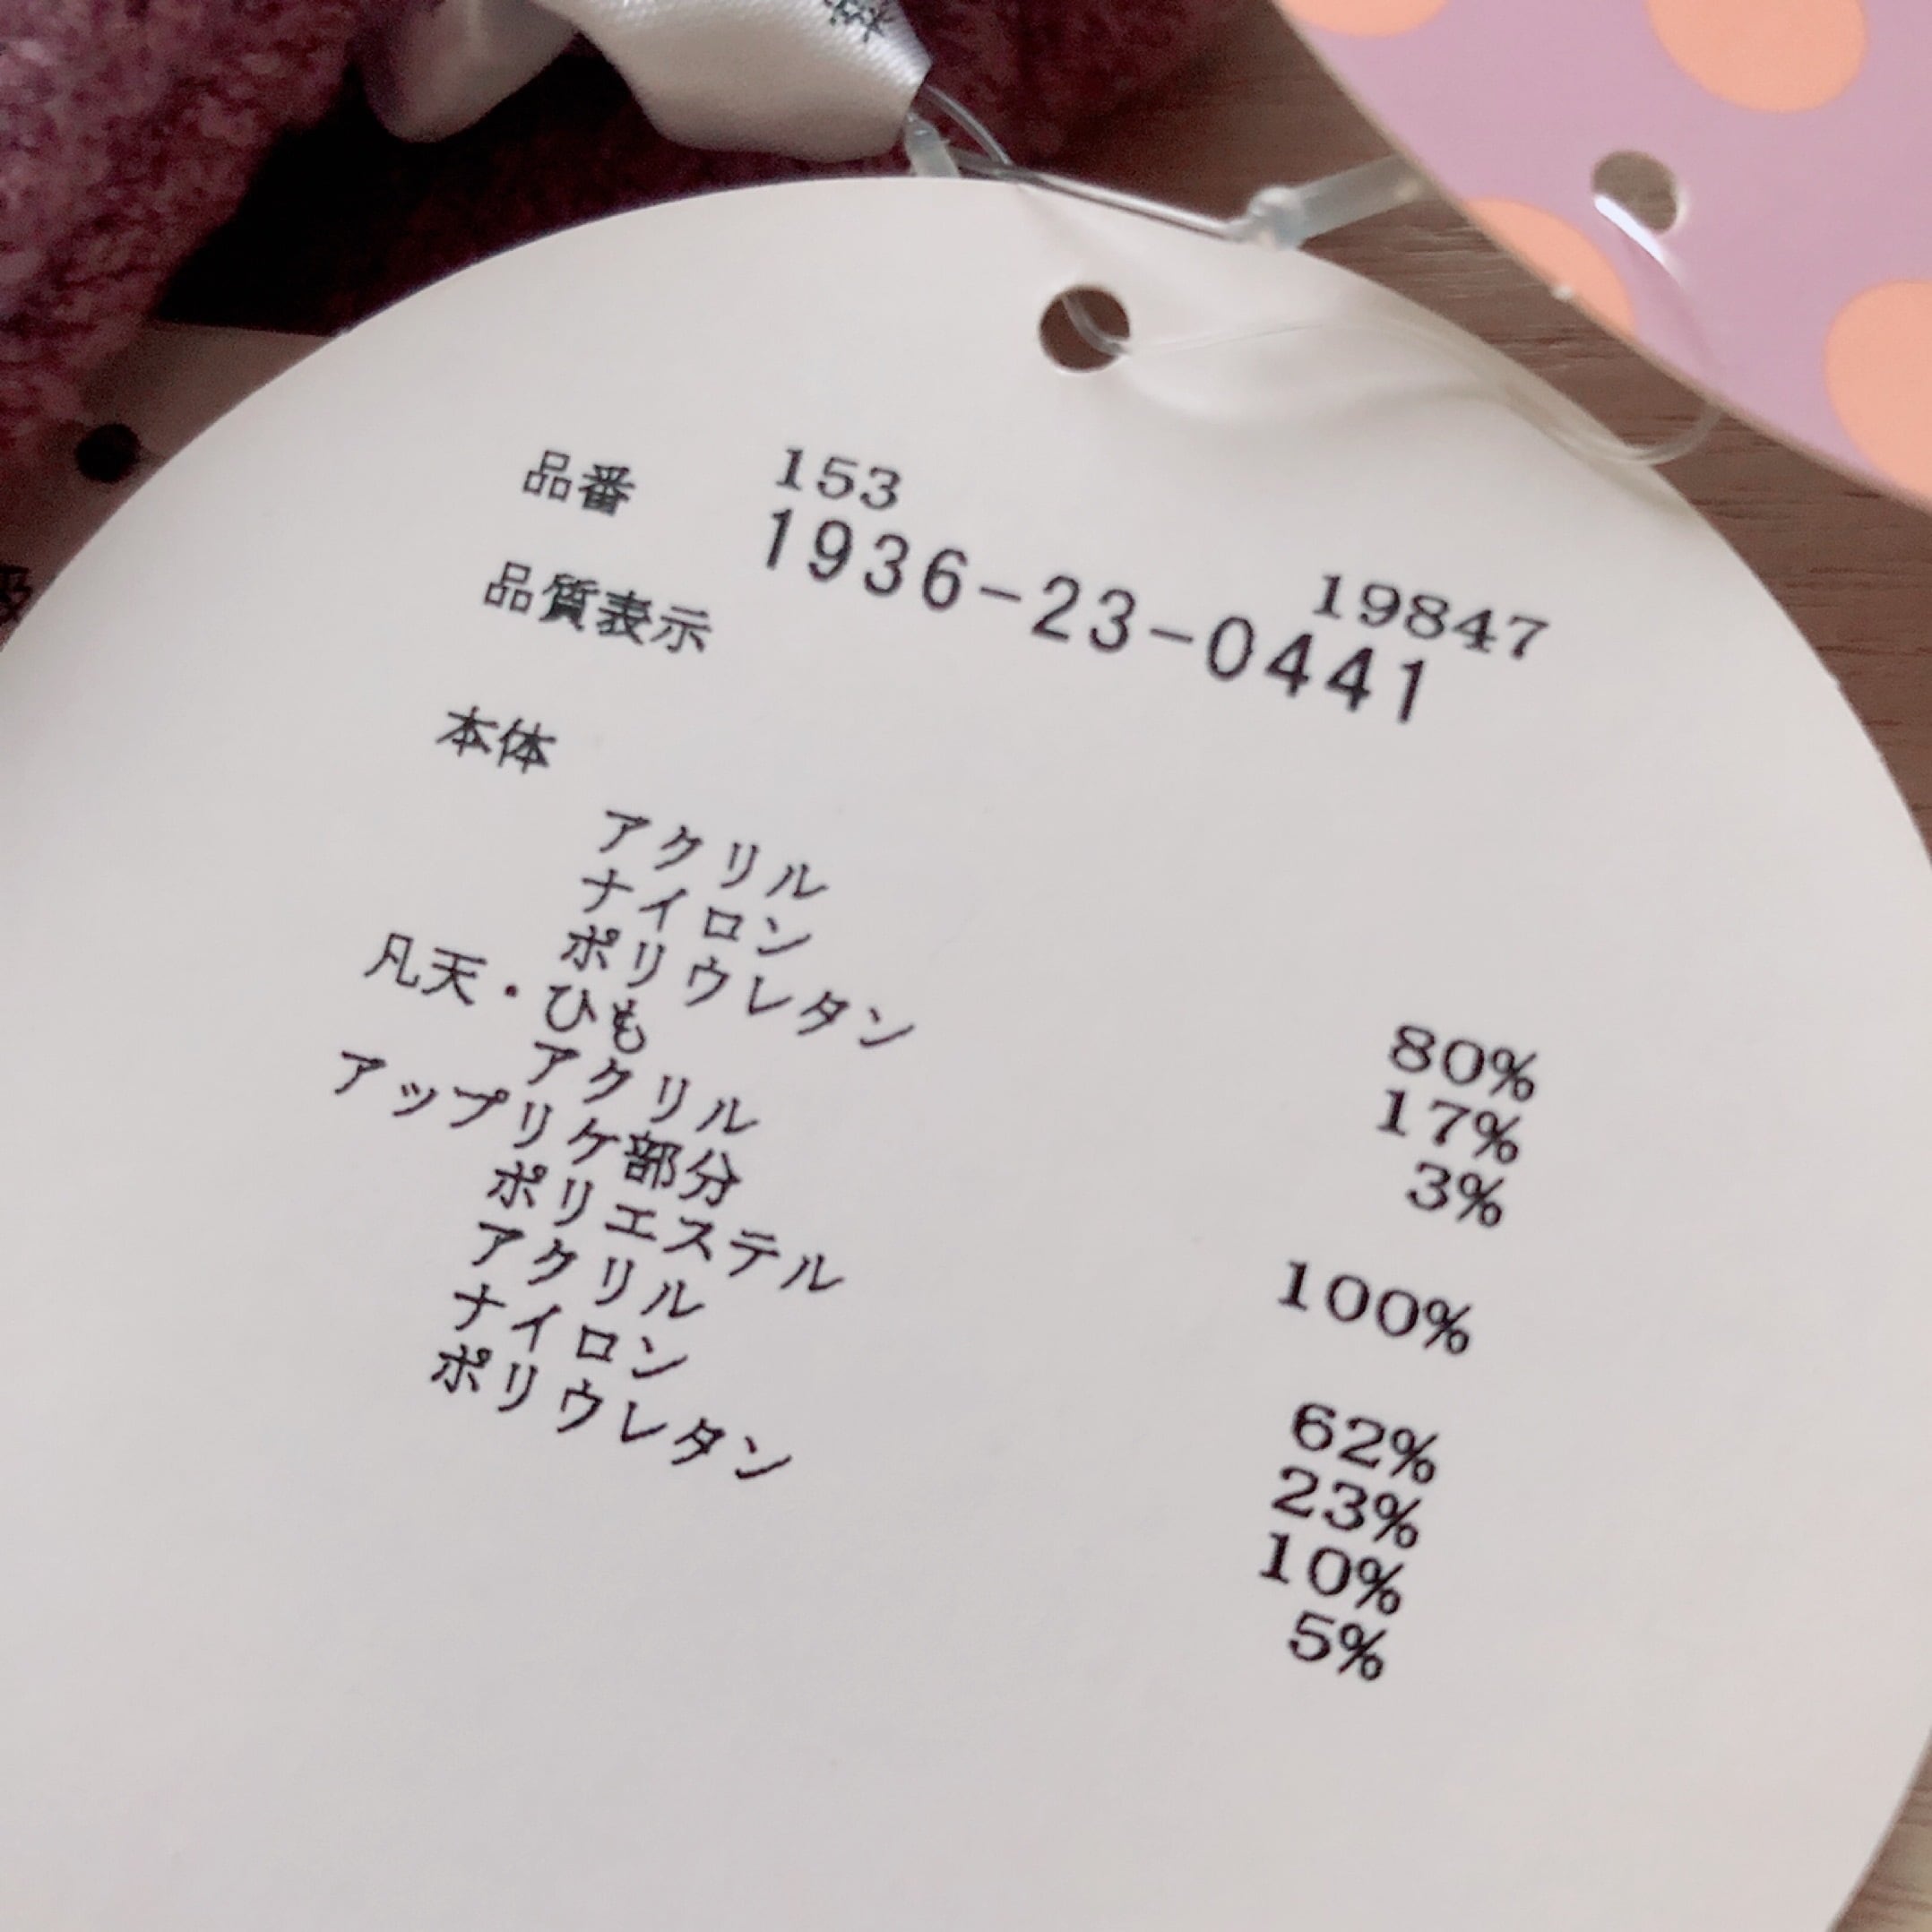 153 19847
品番 1936-23-0441
品質表示
本体
アクリル 80%
ナイロン 17%
ポリウレタン 3%
凡天・ひも
アクリル 100%
アップリケ部分
ポリエステル 62%
アクリル 23%
ナイロン 10%
ポリウレタン 5%